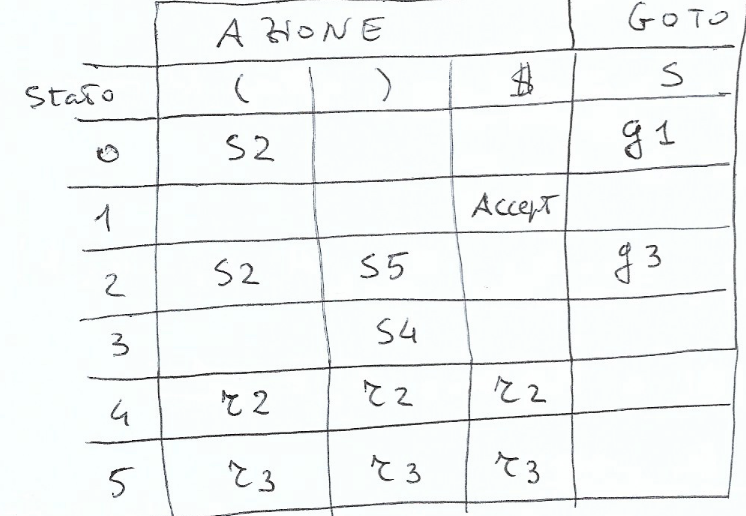 AZIONE GOTO
Stato ( ) $ S
0 S2 g1
1 Accept
2 S2 S5 g3
3 S4
4 r2 r2 r2
5 r3 r3 r3